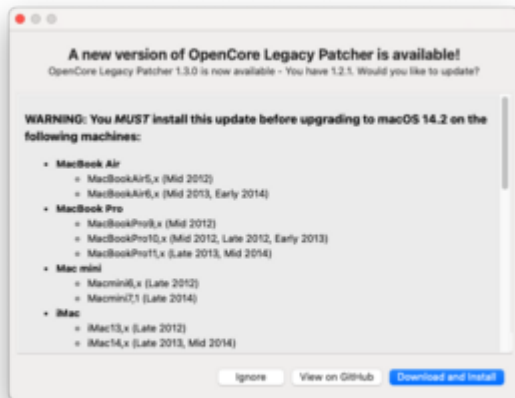 A new version of OpenCore Legacy Patcher is available!
OpenCore Legacy Patcher 1.3.0 is now available - You have 1.2.1. Would you like to update?
WARNING: You MUST install this update before upgrading to macOS 14.2 on the
following machines:
• MacBook Air
MacBookAir5,x (Mid 2012)
MacBookAir6,x (Mid 2013, Early 2014)
• MacBook Pro
MacBookPro9,x (Mid 2012)
MacBookPro10,x (Mid 2012, Late 2012, Early 2013)
MacBookPro11,x (Late 2013, Mid 2014)
• Mac mini
Macmini6,x (Late 2012)
Macmini7,1 (Late 2014)
• iMac
iMac13,x (Late 2012)
iMac14,x (Late 2013, Mid 2014)
Ignore View on GitHub Download and Install